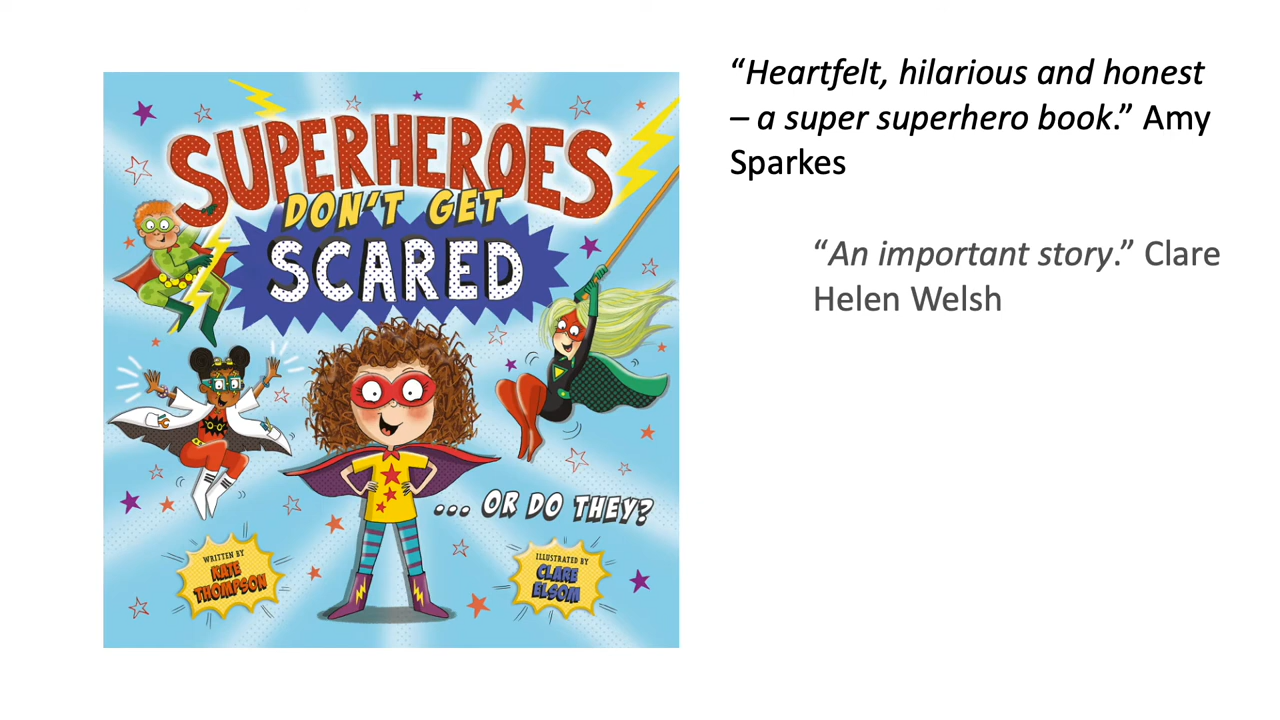 SUPERHEROES
DON'T GET
SCARED
... OR DO THEY?
WRITTEN BY
KATE
THOMPSON
ILLUSTRATED BY
CLARE
ELSOM
“Heartfelt, hilarious and honest
– a super superhero book.” Amy
Sparkes
“An important story.” Clare
Helen Welsh